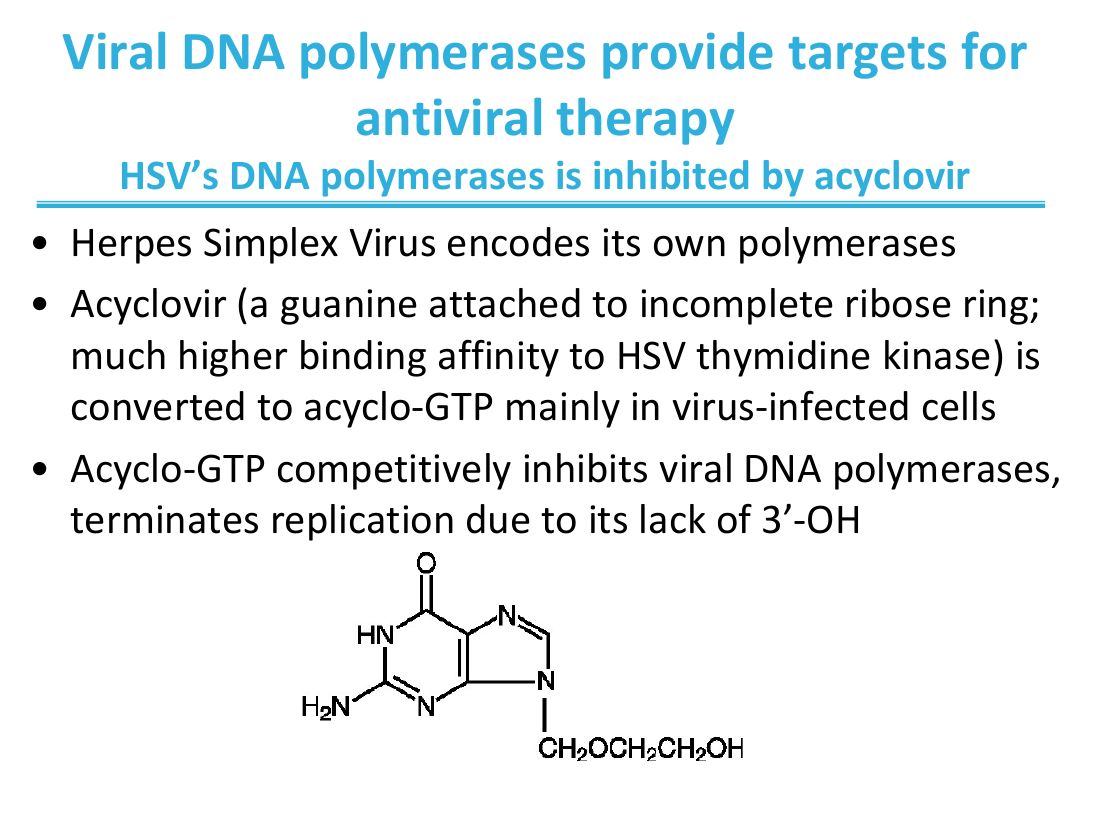 Viral DNA polymerases provide targets for
antiviral therapy
HSV’s DNA polymerases is inhibited by acyclovir
• Herpes Simplex Virus encodes its own polymerases
• Acyclovir (a guanine attached to incomplete ribose ring;
much higher binding affinity to HSV thymidine kinase) is
converted to acyclo-GTP mainly in virus-infected cells
• Acyclo-GTP competitively inhibits viral DNA polymerases,
terminates replication due to its lack of 3’-OH
O
N
HN
N
H₂N
N
CH₂OCH₂CH₂OH